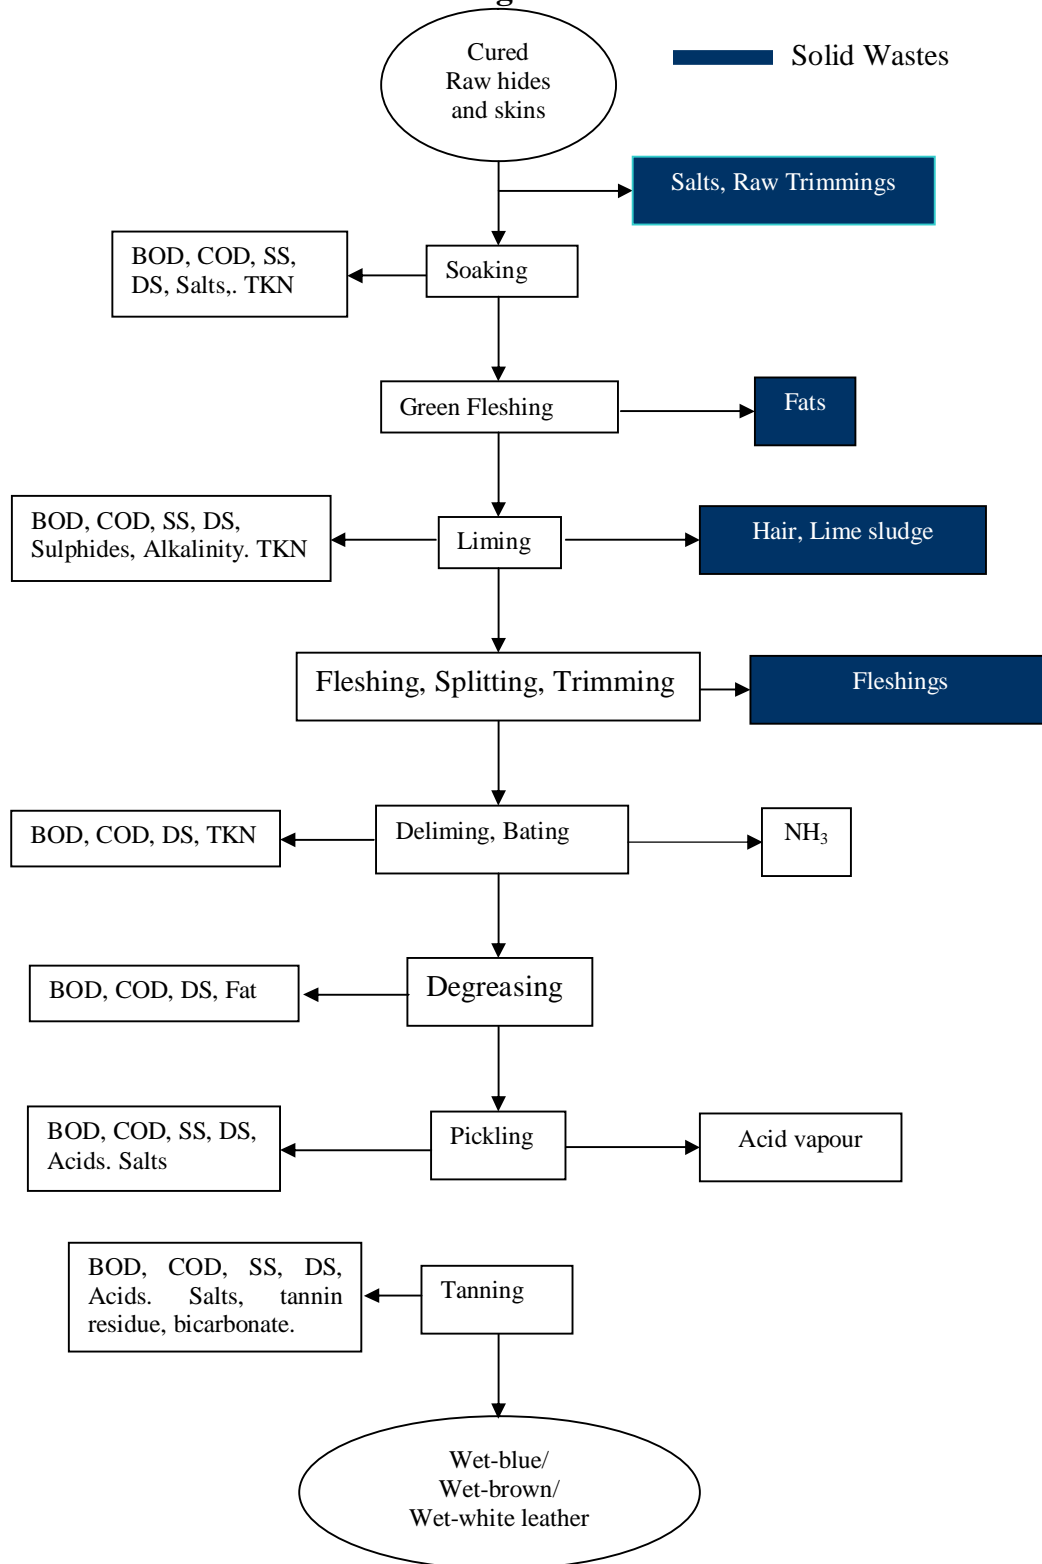 Cured
Raw hides
and skins
Solid Wastes
Salts, Raw Trimmings
BOD, COD, SS,
DS, Salts,. TKN
Soaking
Green Fleshing
Fats
BOD, COD, SS, DS,
Sulphides, Alkalinity. TKN
Liming
Hair, Lime sludge
Fleshing, Splitting, Trimming
Fleshings
BOD, COD, DS, TKN
Deliming, Bating
NH₃
BOD, COD, DS, Fat
Degreasing
BOD, COD, SS, DS,
Acids. Salts
Pickling
Acid vapour
BOD, COD, SS, DS,
Acids. Salts, tannin
residue, bicarbonate.
Tanning
Wet-blue/
Wet-brown/
Wet-white leather